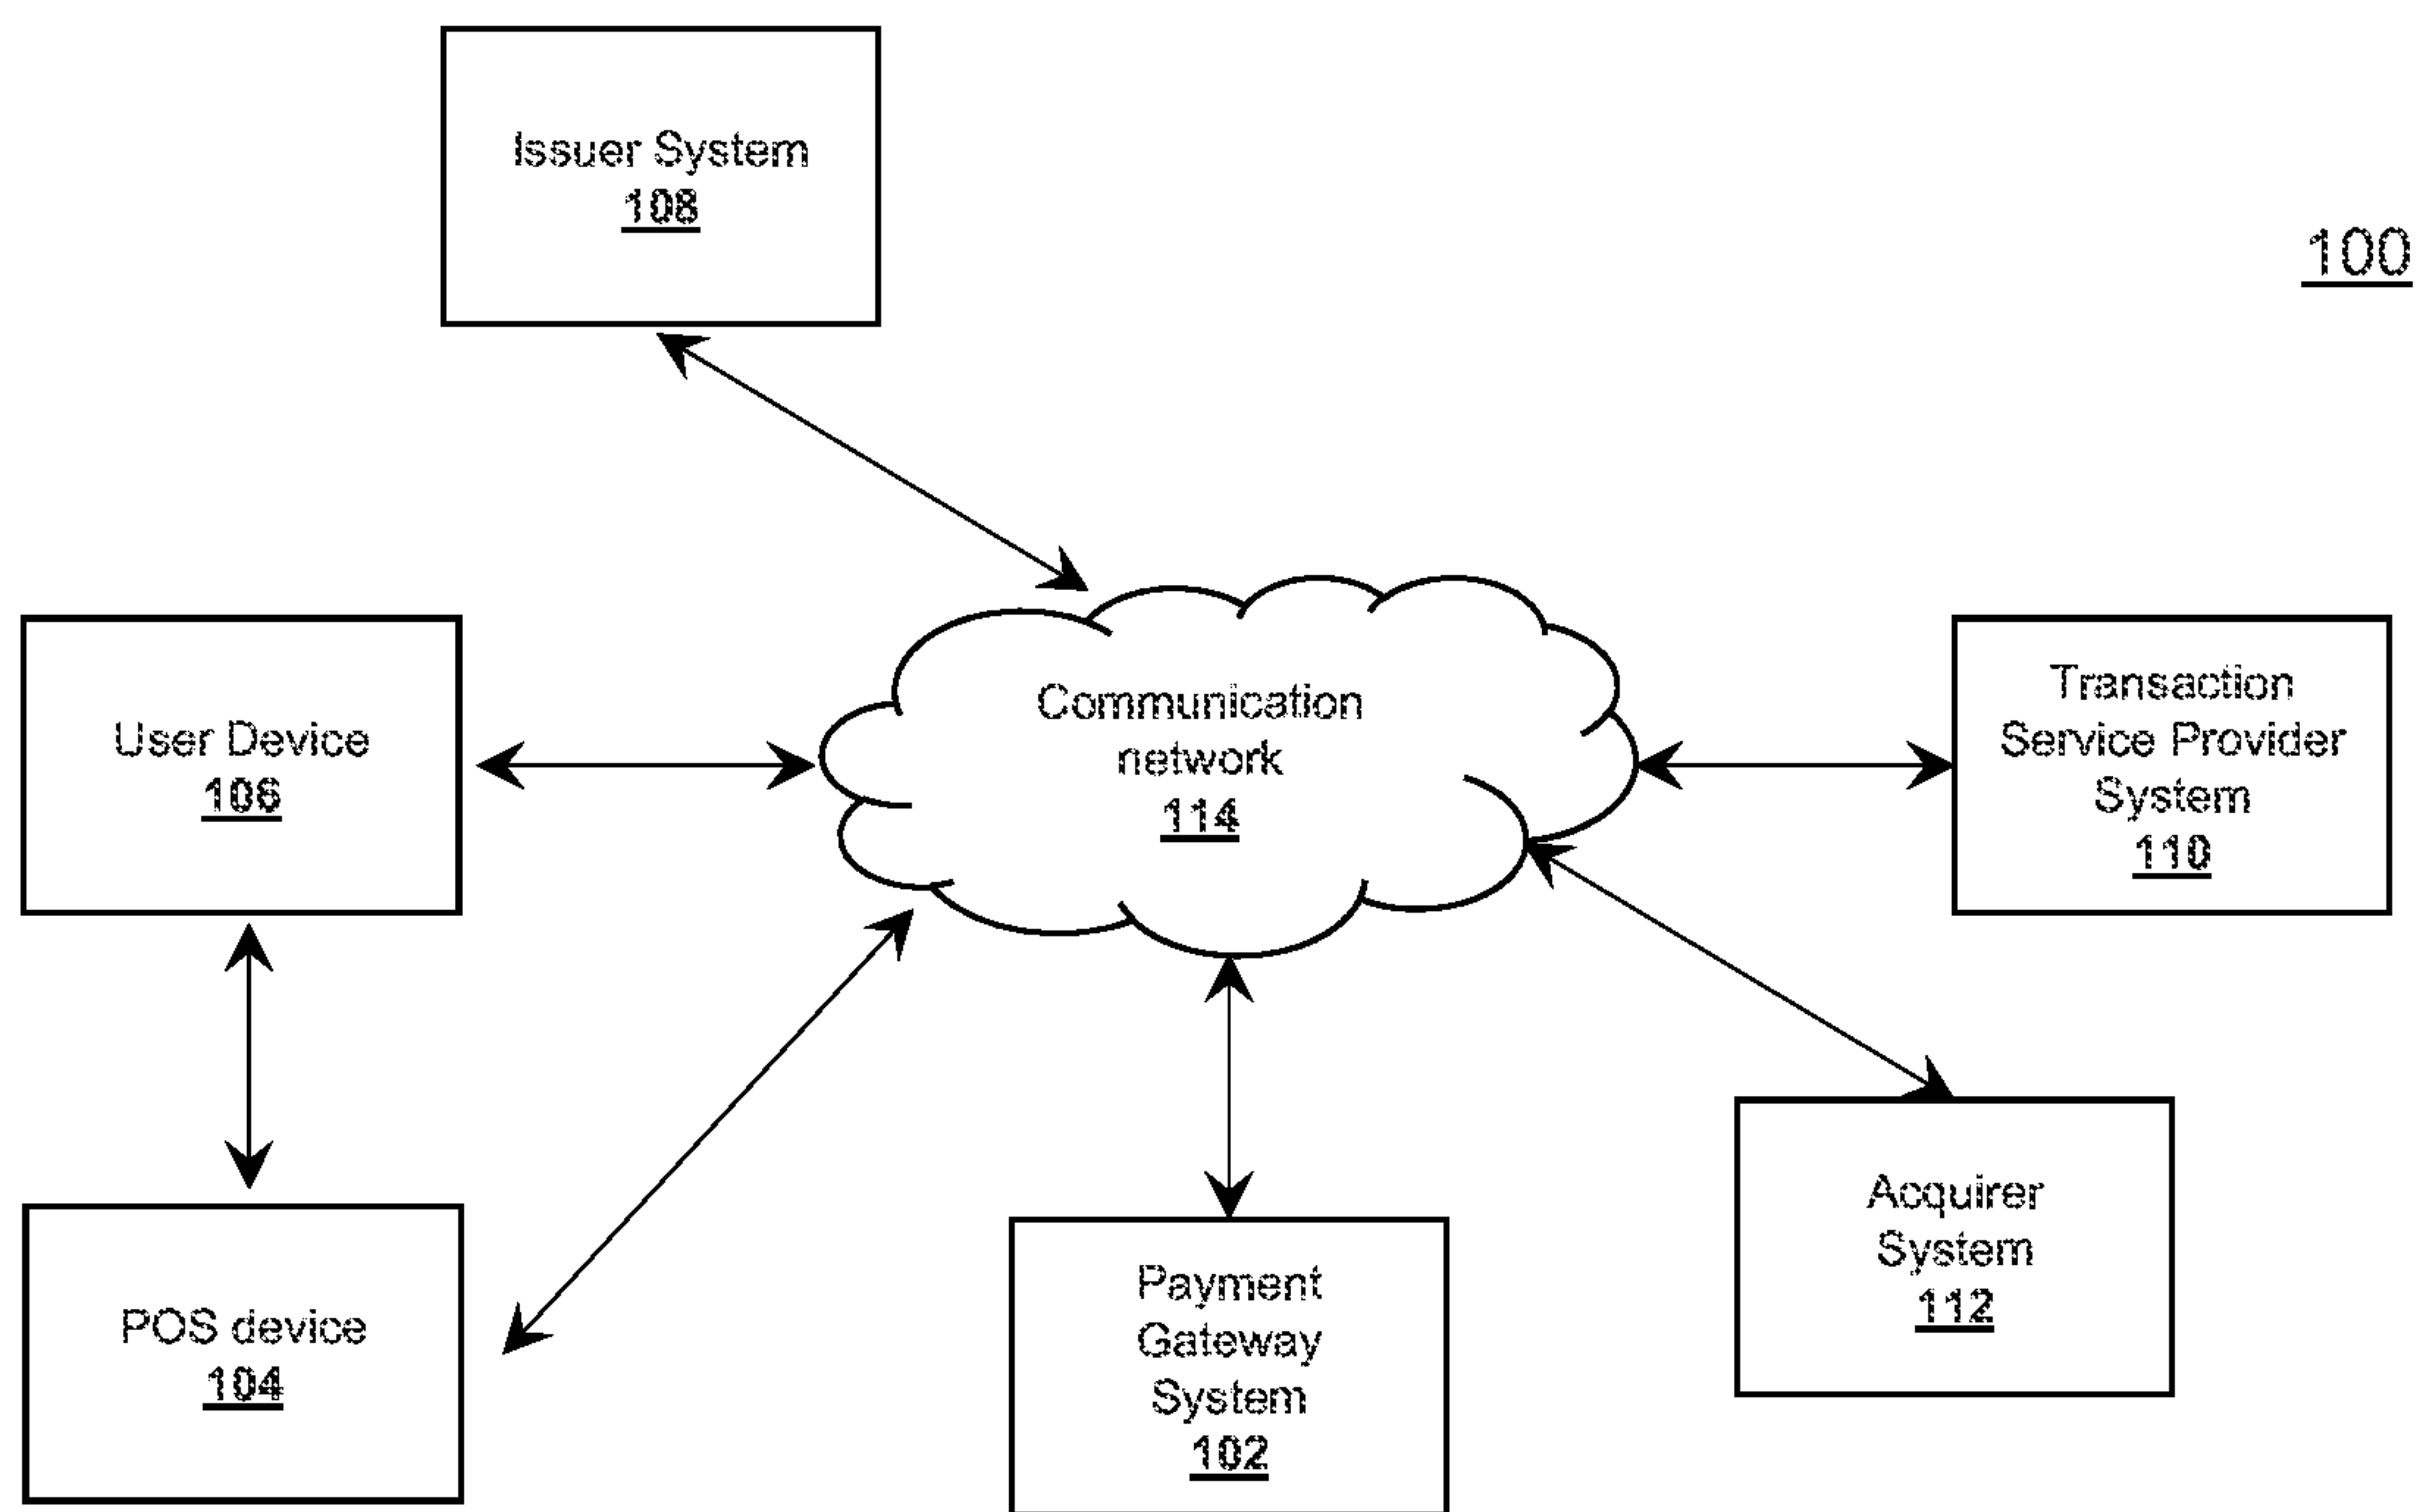 Issuer System
108
100
User Device
106
Communication
network
114
Transaction
Service Provider
System
110
POS device
104
Payment
Gateway
System
102
Acquirer
System
112